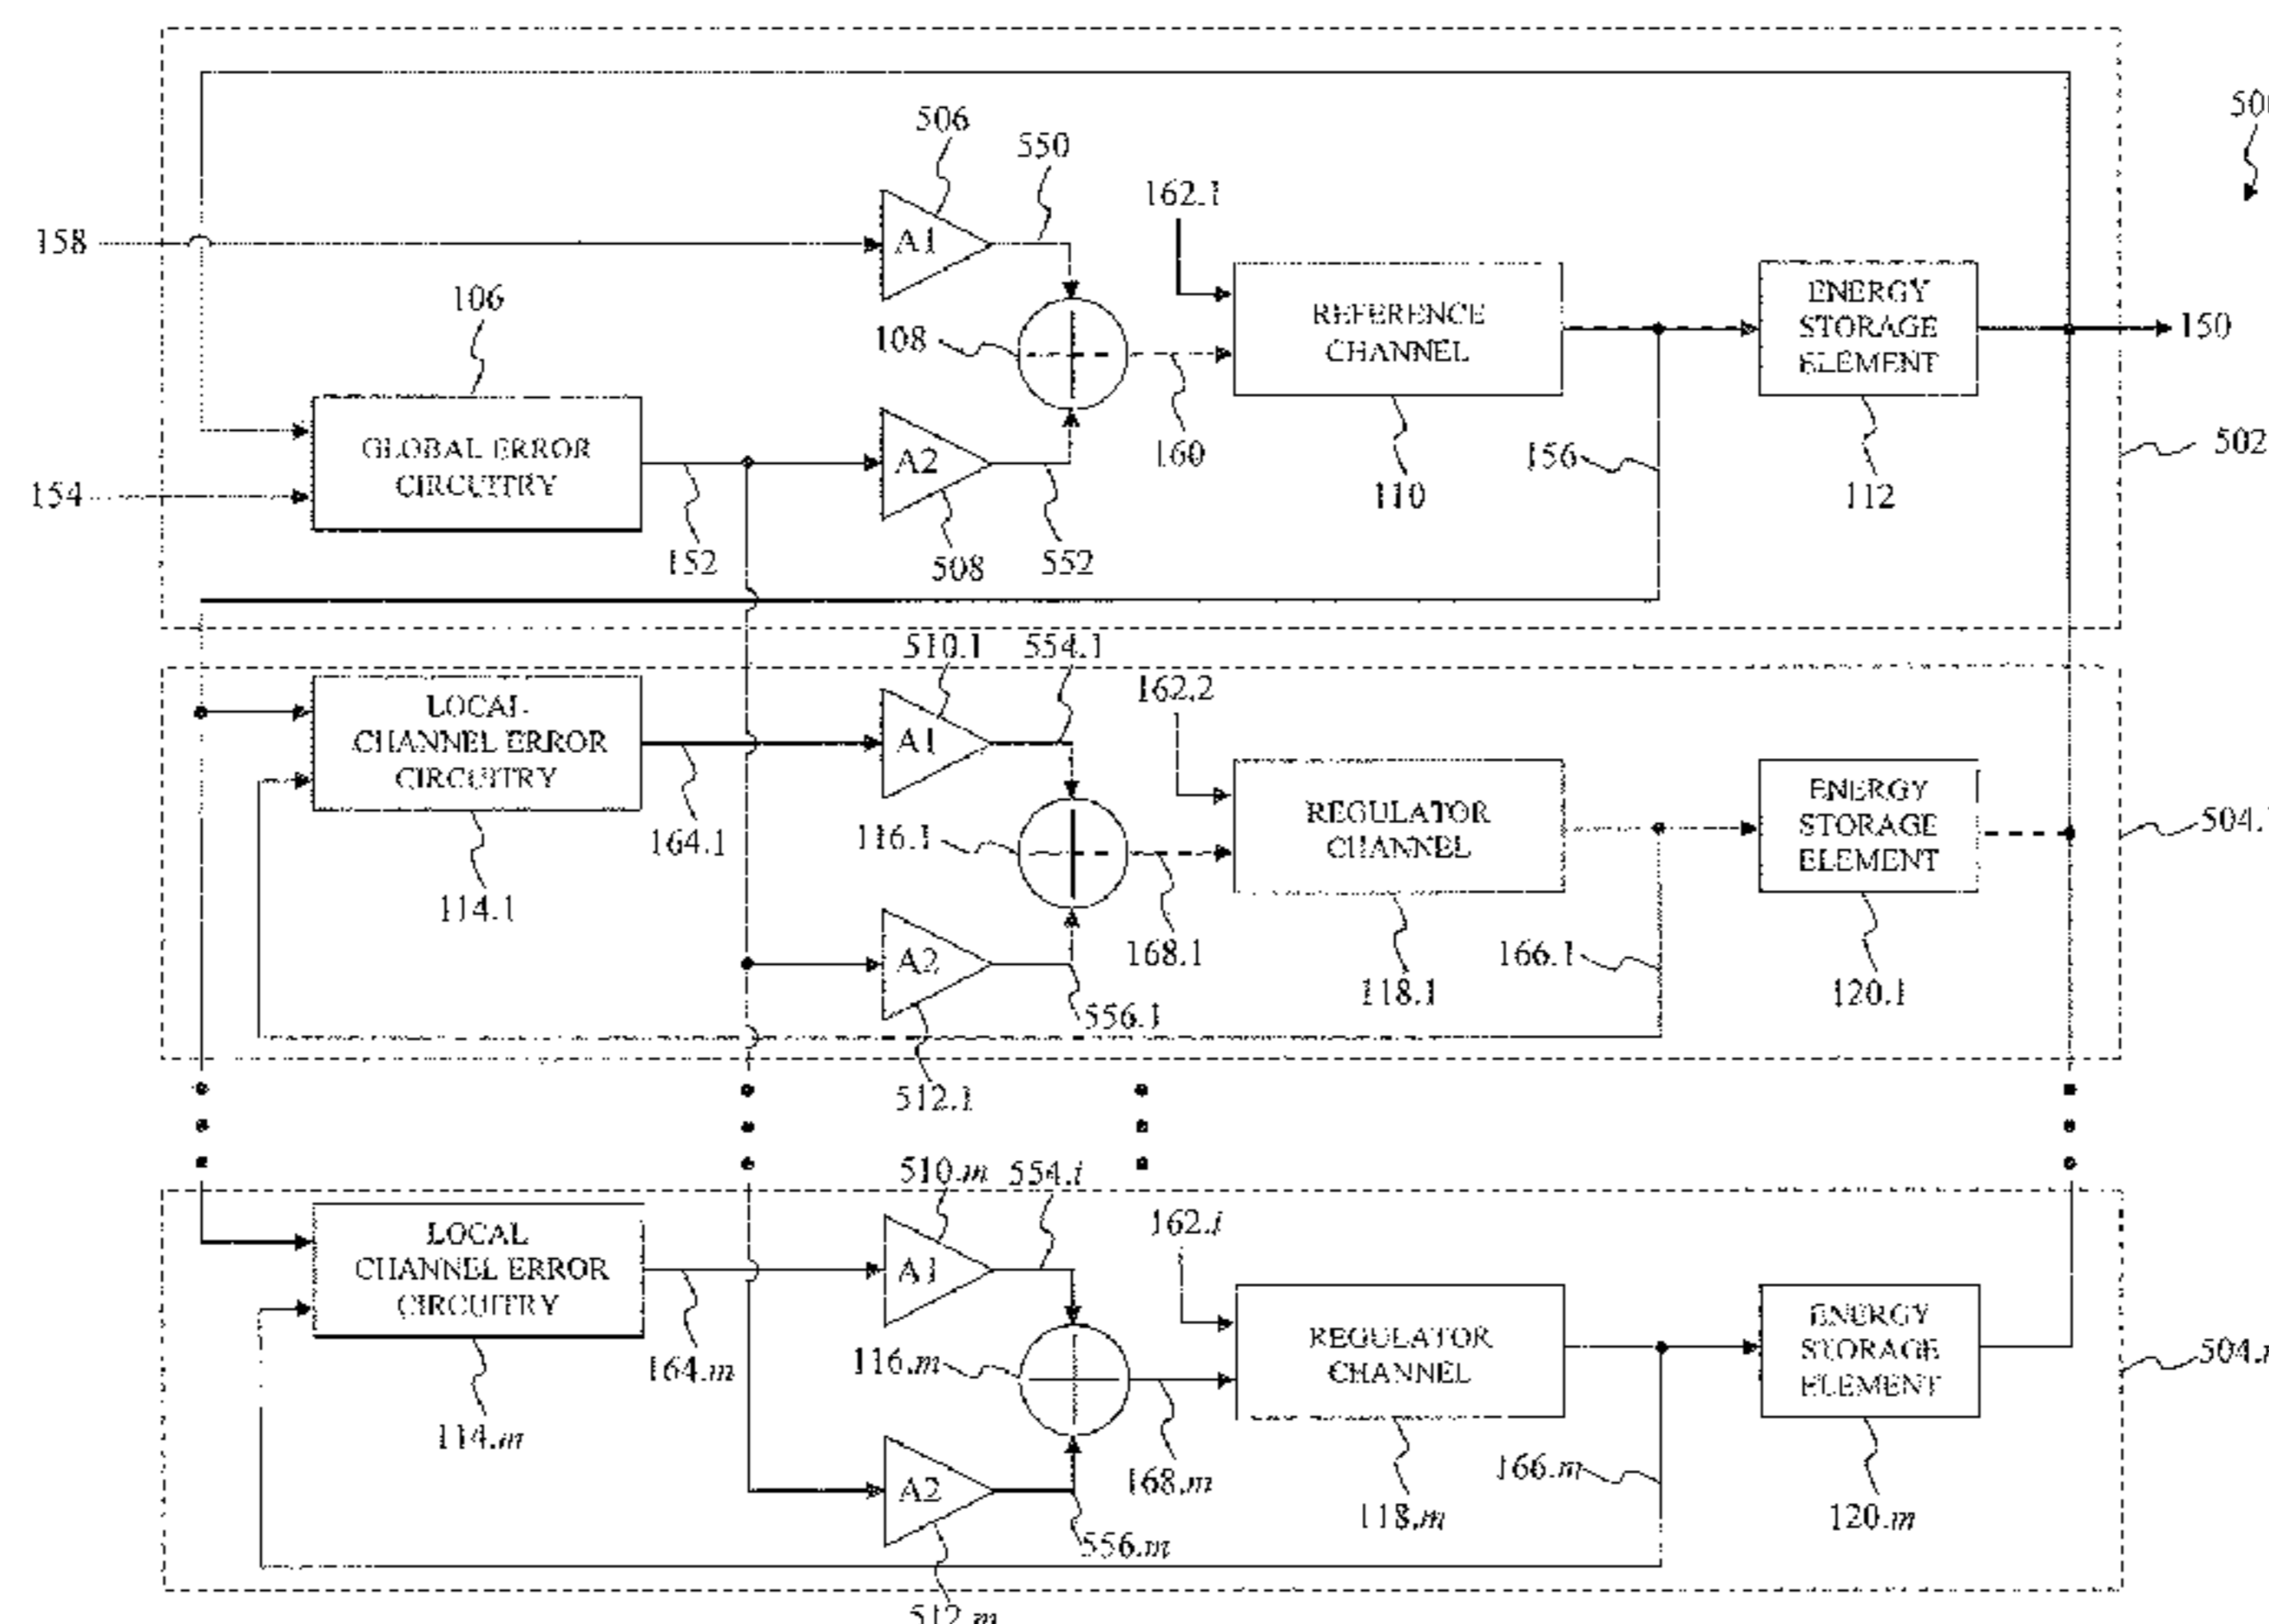 506
550
162.1
158
A1
106
108
REFERENCE
CHANNEL
ENERGY
STORAGE
ELEMENT
150
GLOBAL ERROR
CIRCUITRY
A2
160
156
502
154
110
112
152
508
552
510.1
554.1
162.2
LOCAL
CHANNEL ERROR
CIRCUITRY
A1
164.1
116.1
REGULATOR
CHANNEL
ENERGY
STORAGE
ELEMENT
114.1
A2
168.1
166.1
118.1
120.1
556.1
512.1
510.m
554.i
162.i
LOCAL
CHANNEL ERROR
CIRCUITRY
A1
164.m
116.m
REGULATOR
CHANNEL
ENERGY
STORAGE
ELEMENT
114.m
A2
168.m
166.m
118.m
120.m
556.m
512.m